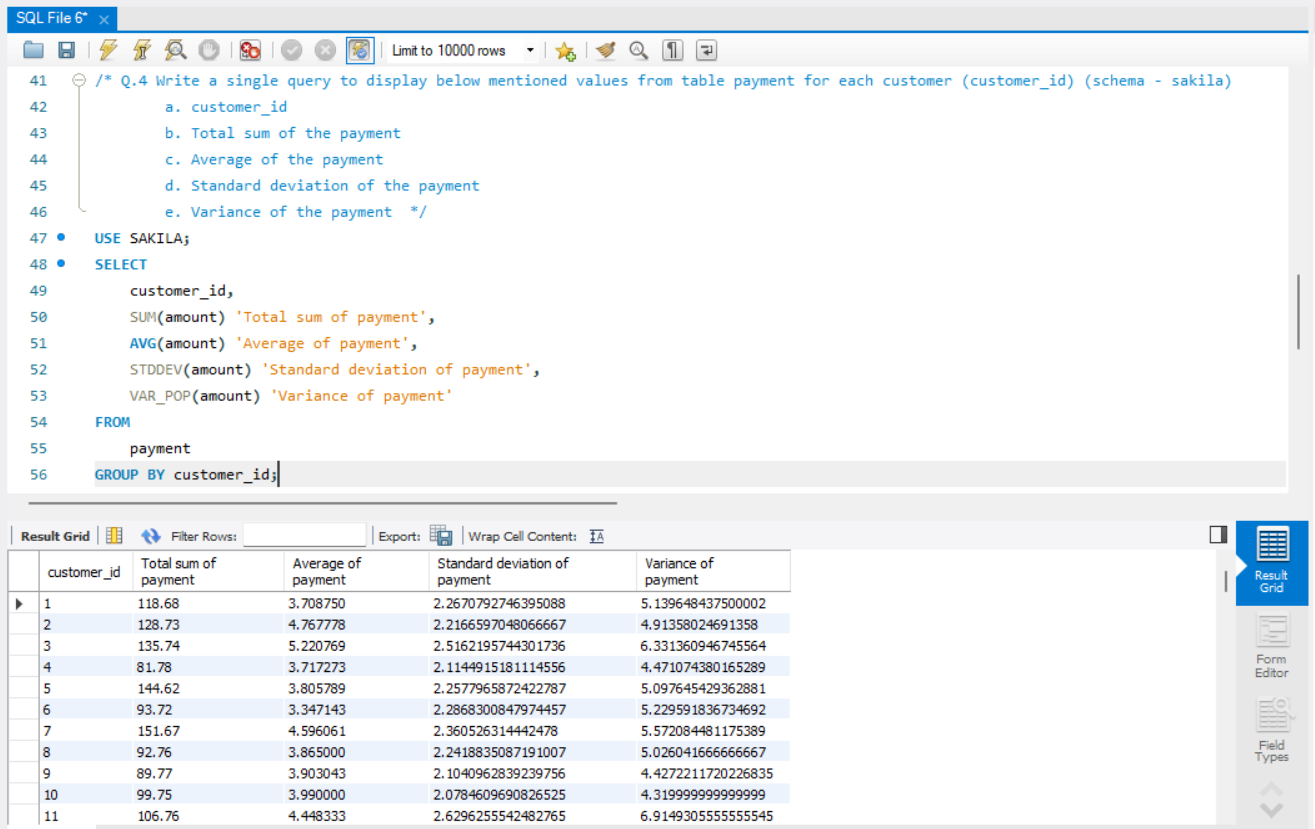 SQL File 6*
Limit to 10000 rows
41 /* Q.4 Write a single query to display below mentioned values from table payment for each customer (customer_id) (schema - sakila)
42 a. customer_id
43 b. Total sum of the payment
44 c. Average of the payment
45 d. Standard deviation of the payment
46 e. Variance of the payment */
47 USE SAKILA;
48 SELECT
49 customer_id,
50 SUM(amount) 'Total sum of payment',
51 AVG(amount) 'Average of payment',
52 STDDEV(amount) 'Standard deviation of payment',
53 VAR_POP(amount) 'Variance of payment'
54 FROM
55 payment
56 GROUP BY customer_id;
Result Grid Filter Rows: Export: Wrap Cell Content:
customer_id Total sum of payment Average of payment Standard deviation of payment Variance of payment
1 118.68 3.708750 2.2670792746395088 5.139648437500002
2 128.73 4.767778 2.2166597048066667 4.91358024691358
3 135.74 5.220769 2.5162195744301736 6.331360946745564
4 81.78 3.717273 2.1144915181114556 4.471074380165289
5 144.62 3.805789 2.2577965872422787 5.097645429362881
6 93.72 3.347143 2.2868300847974457 5.229591836734692
7 151.67 4.596061 2.360526314442478 5.572084481175389
8 92.76 3.865000 2.2418835087191007 5.026041666666667
9 89.77 3.903043 2.1040962839239756 4.4272211720226835
10 99.75 3.990000 2.0784609690826525 4.319999999999999
11 106.76 4.448333 2.6296255542482765 6.9149305555555545
Result
Grid
Form
Editor
Field
Types